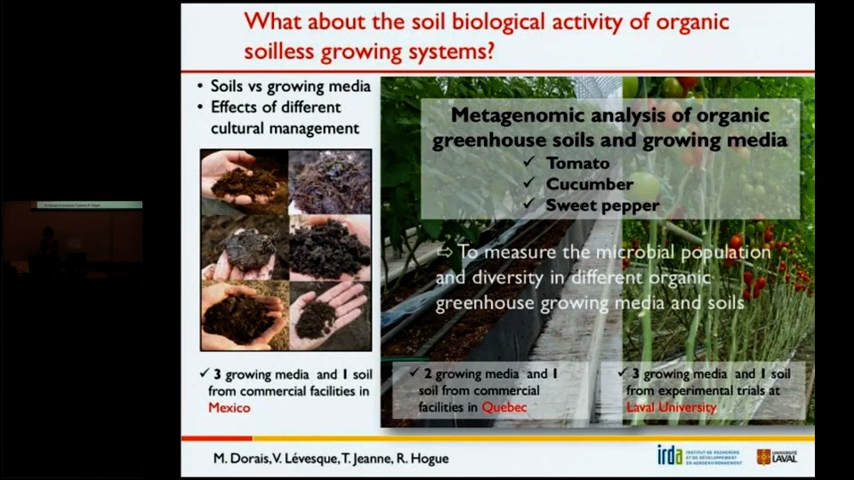 What about the soil biological activity of organic
soilless growing systems?
• Soils vs growing media
• Effects of different
cultural management
Metagenomic analysis of organic
greenhouse soils and growing media
✓ Tomato
✓ Cucumber
✓ Sweet pepper
⇨ To measure the microbial population
and diversity in different organic
greenhouse growing media and soils
✓ 3 growing media and 1 soil
from commercial facilities in
Mexico
✓ 2 growing media and 1
soil from commercial
facilities in Quebec
✓ 3 growing media and 1 soil
from experimental trials at
Laval University
M. Dorais, V. Lévesque, T. Jeanne, R. Hogue
irda
INSTITUT DE RECHERCHE
ET DE DÉVELOPPEMENT
EN AGROENVIRONNEMENT
UNIVERSITÉ
LAVAL